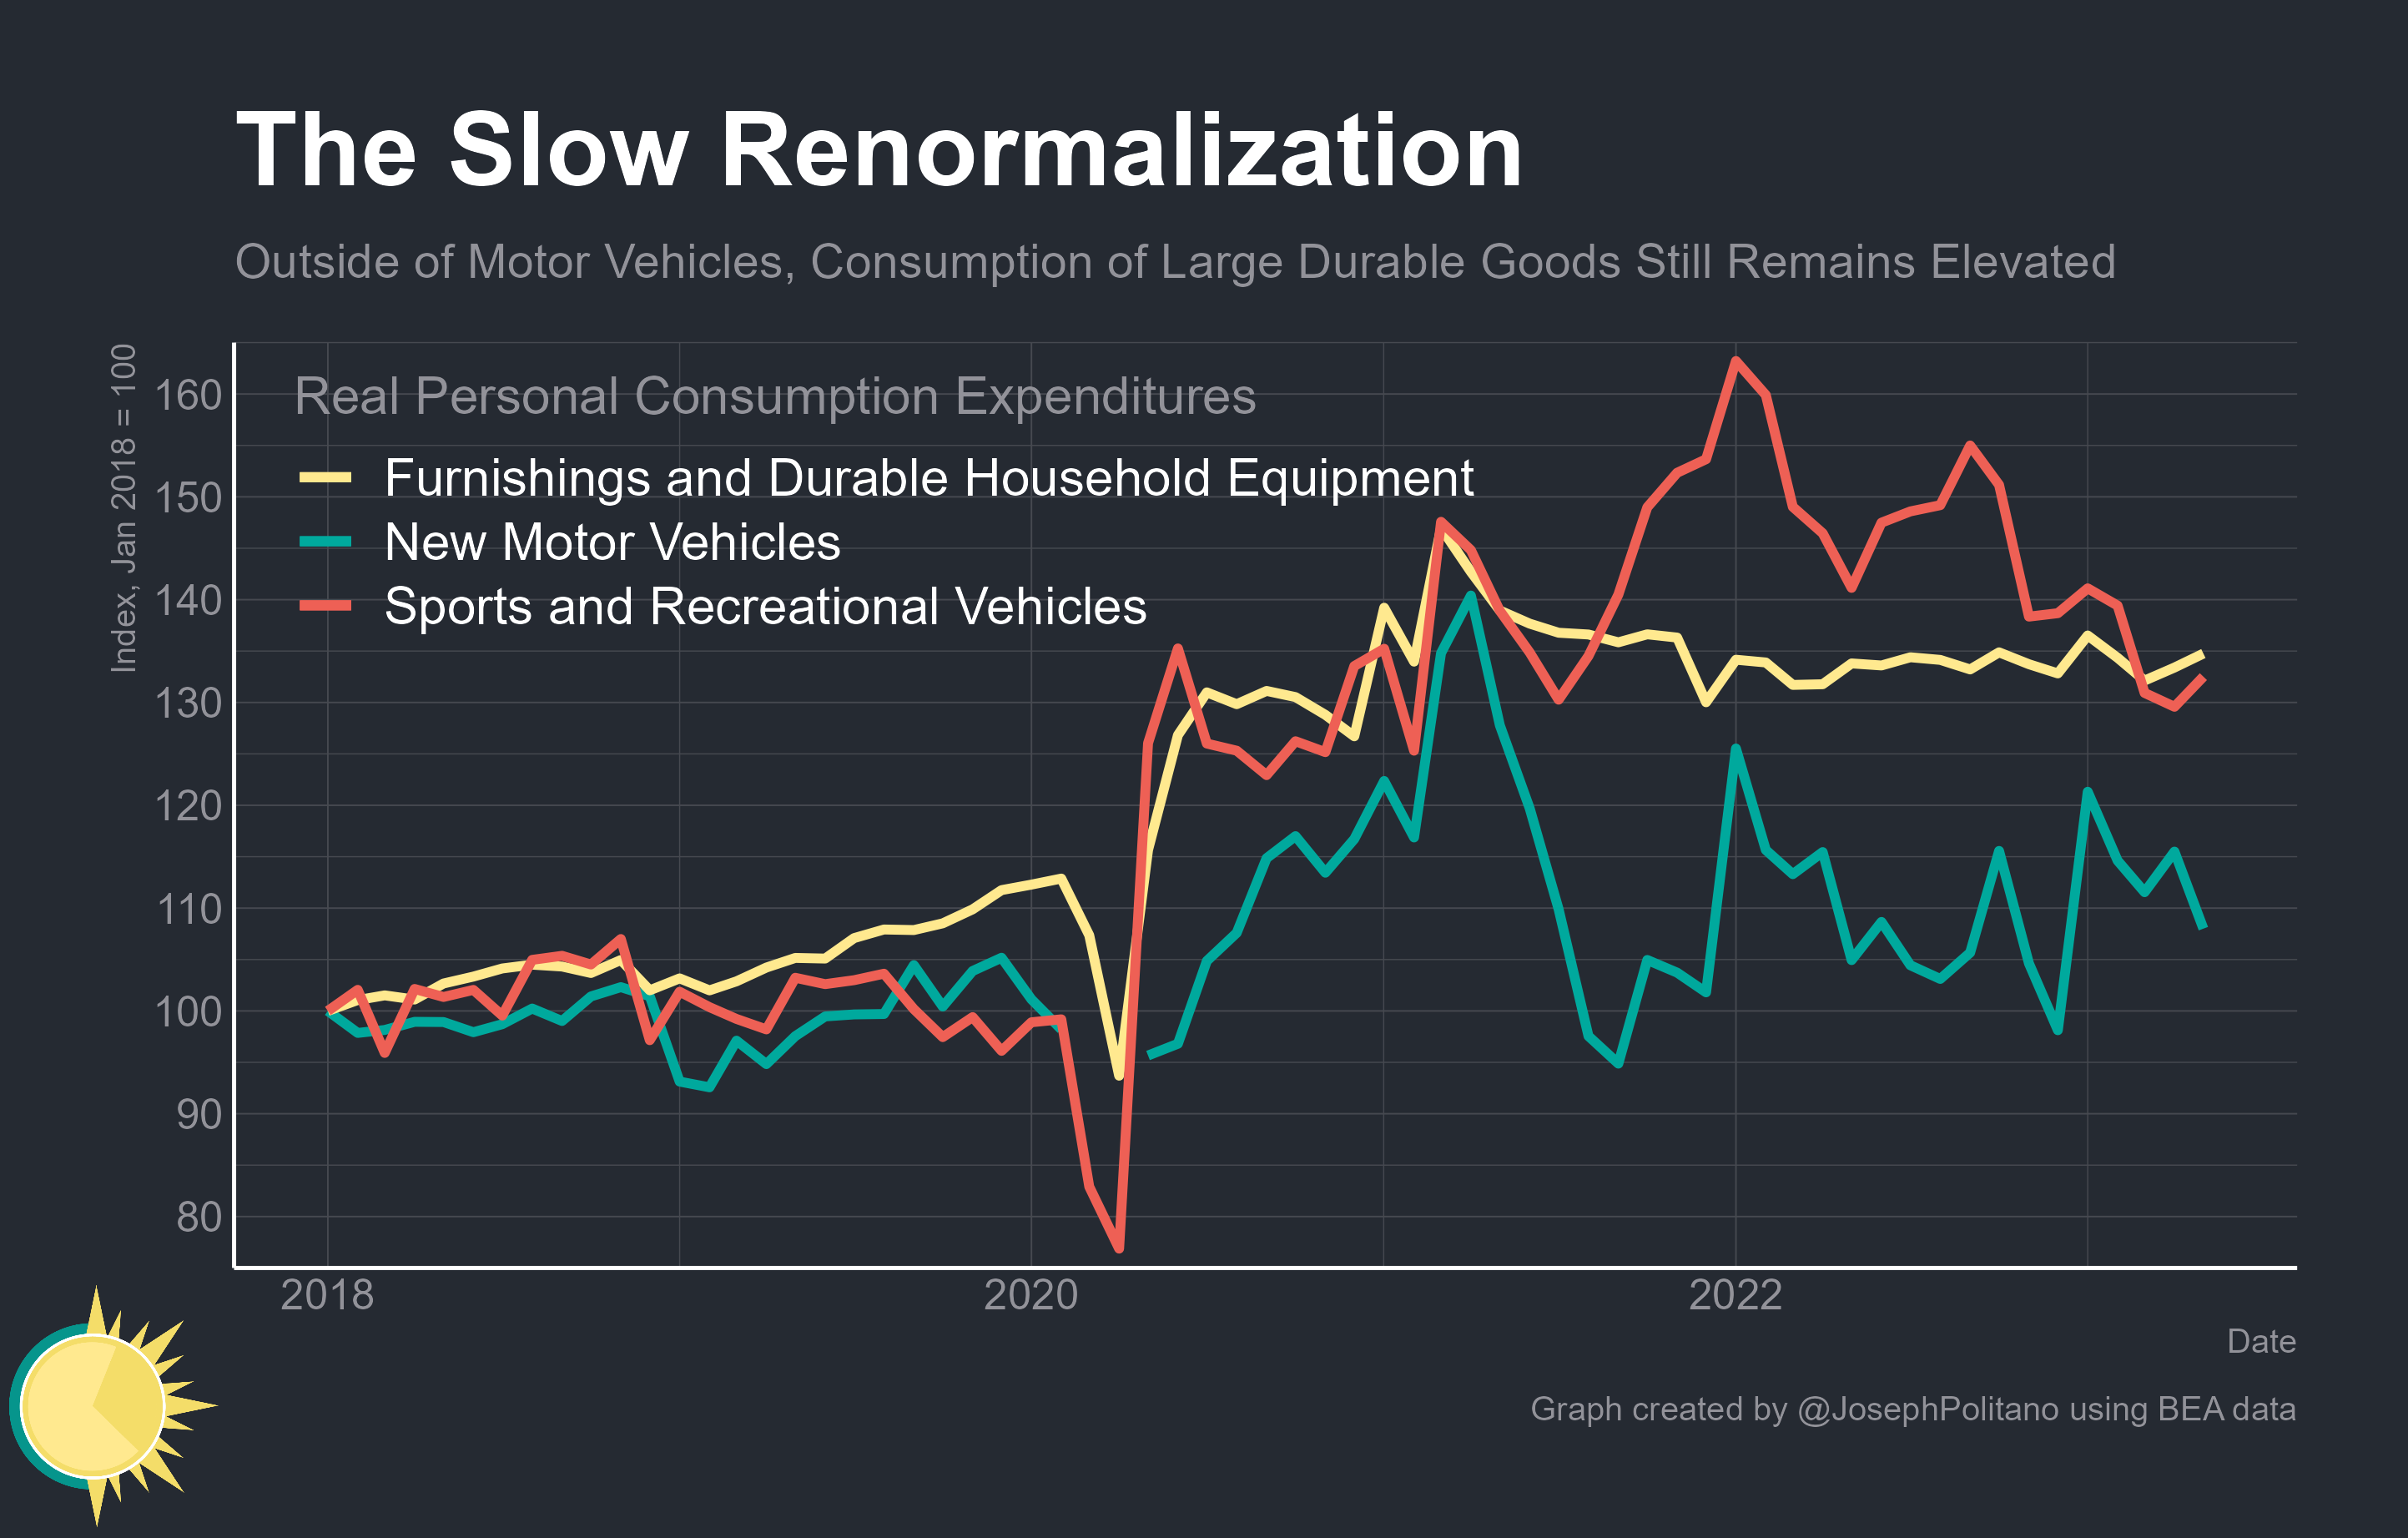 The Slow Renormalization
Outside of Motor Vehicles, Consumption of Large Durable Goods Still Remains Elevated
Index, Jan 2018 = 100
Real Personal Consumption Expenditures
Furnishings and Durable Household Equipment
New Motor Vehicles
Sports and Recreational Vehicles
160
150
140
130
120
110
100
90
80
2018
2020
2022
Date
Graph created by @JosephPolitano using BEA data